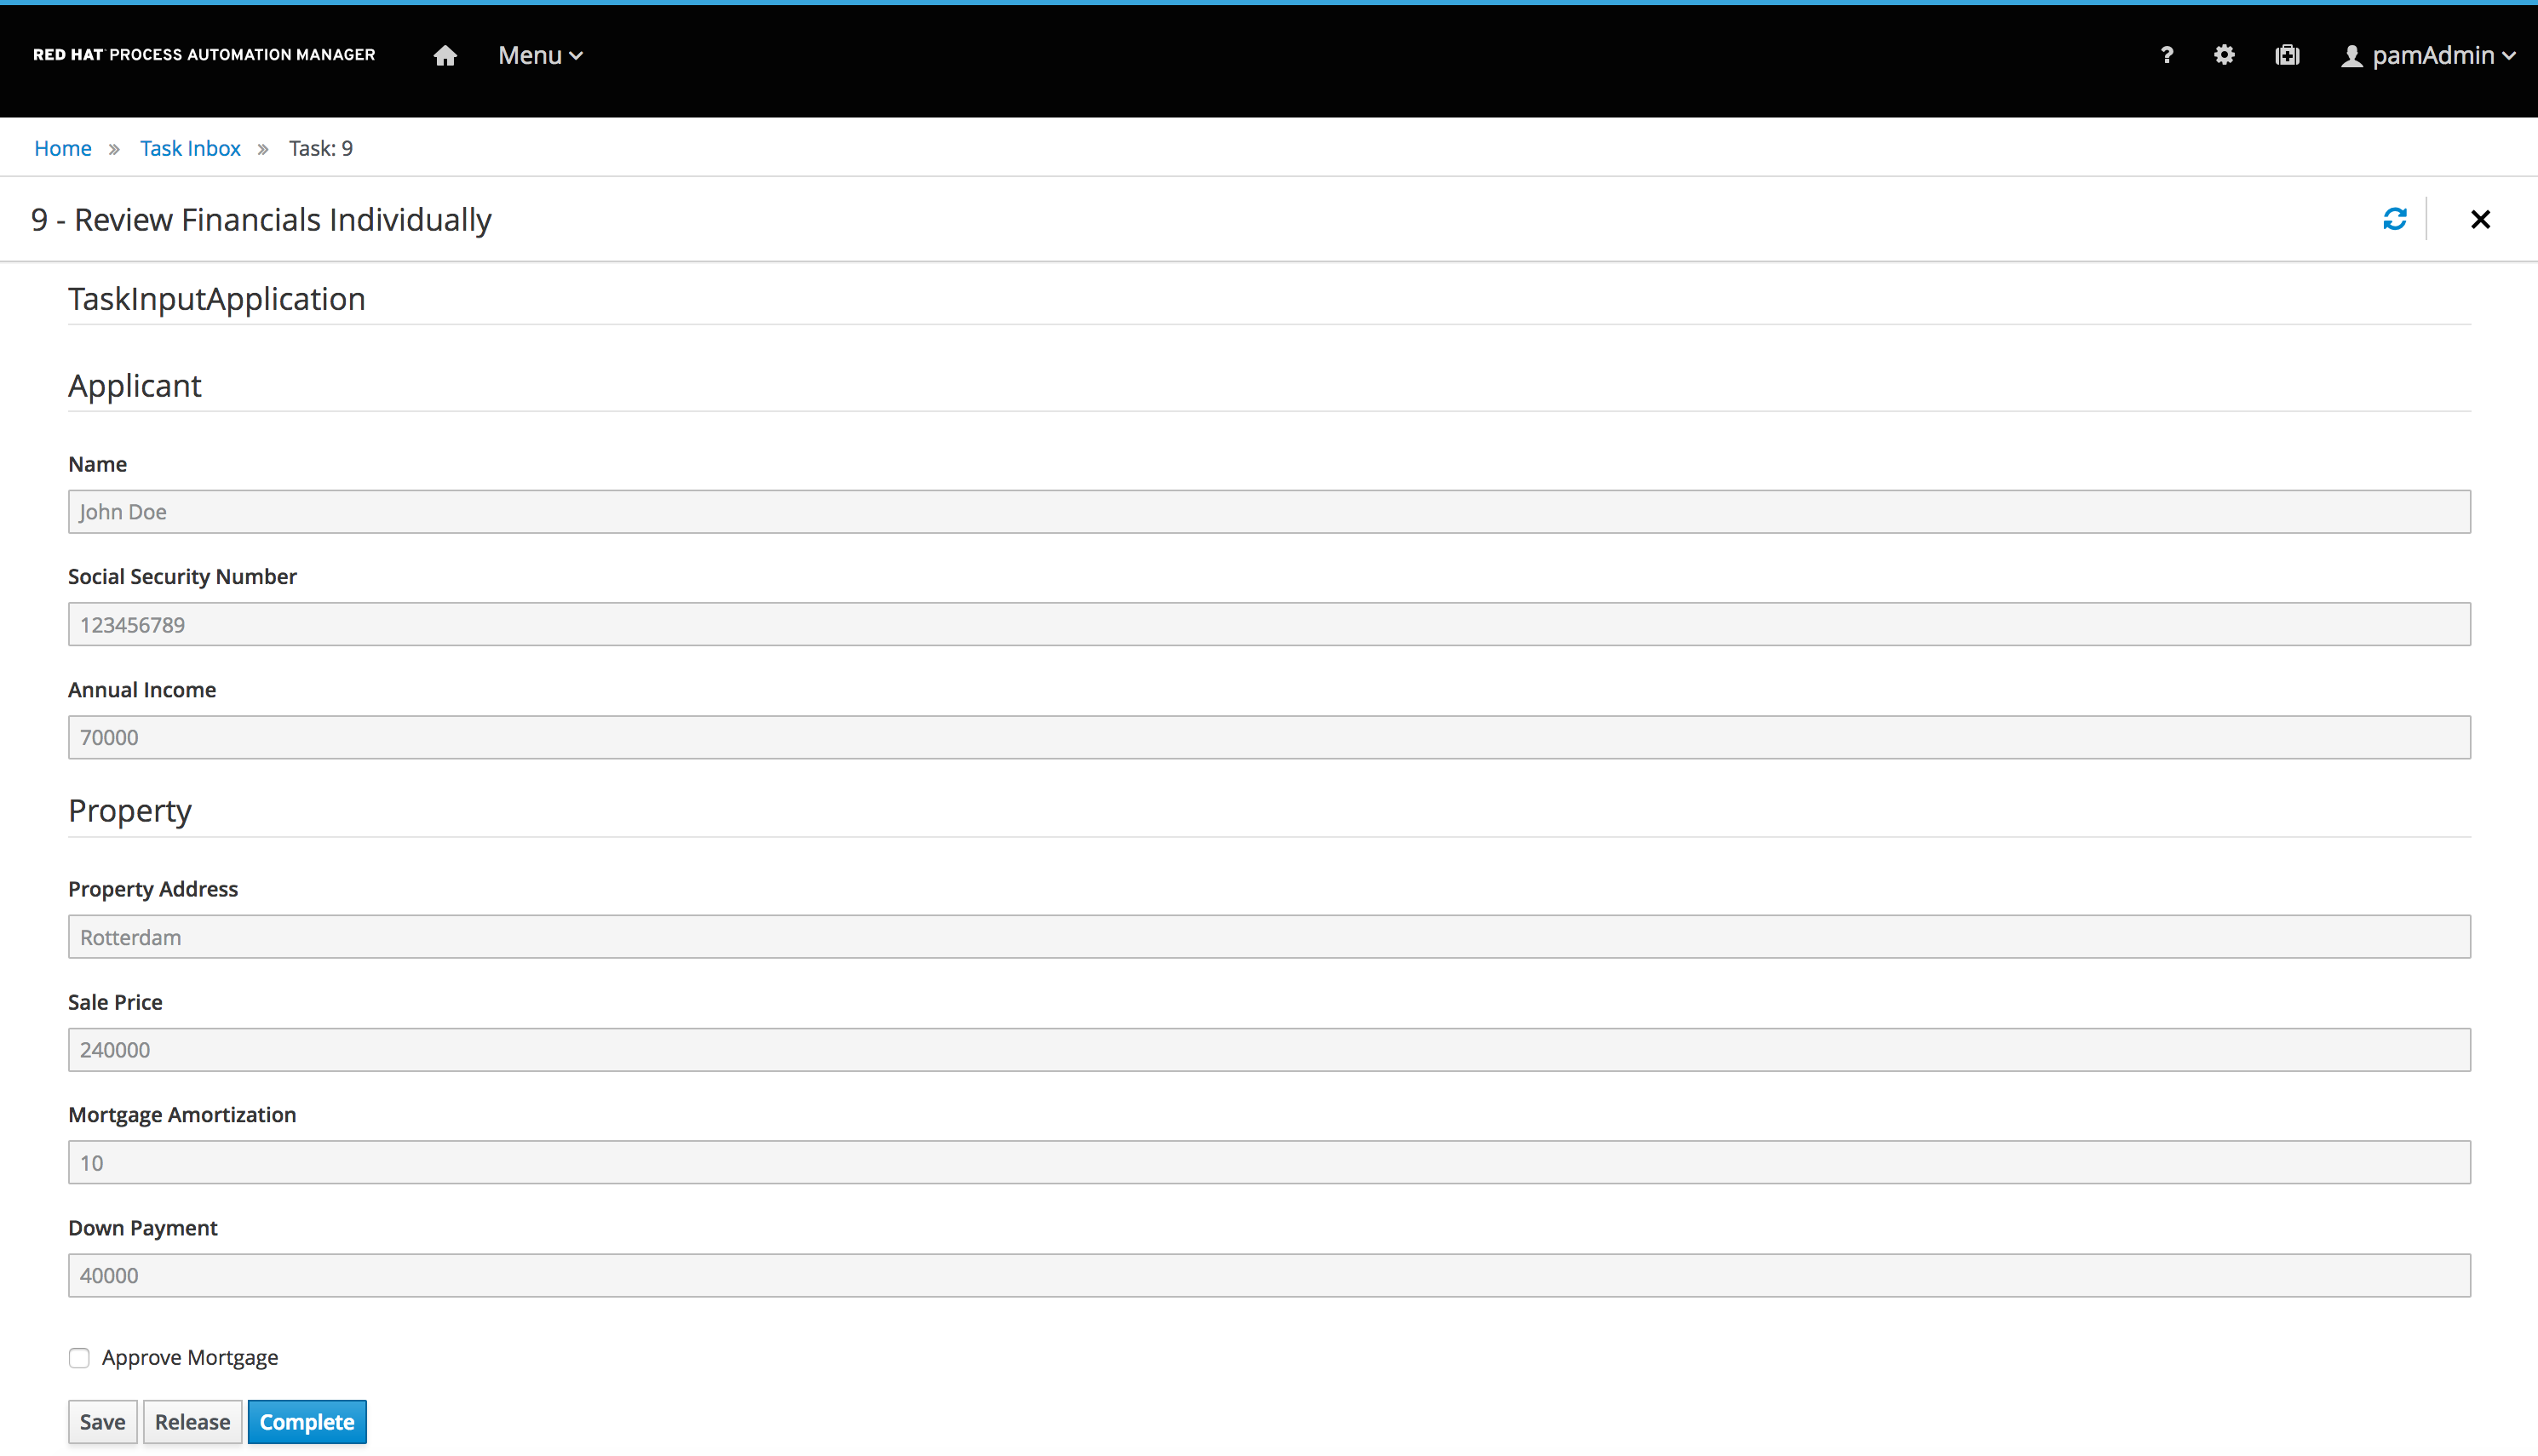 RED HAT PROCESS AUTOMATION MANAGER Menu ? pamAdmin
Home » Task Inbox » Task: 9
9 - Review Financials Individually
TaskInputApplication
Applicant
Name
John Doe
Social Security Number
123456789
Annual Income
70000
Property
Property Address
Rotterdam
Sale Price
240000
Mortgage Amortization
10
Down Payment
40000
Approve Mortgage
Save Release Complete